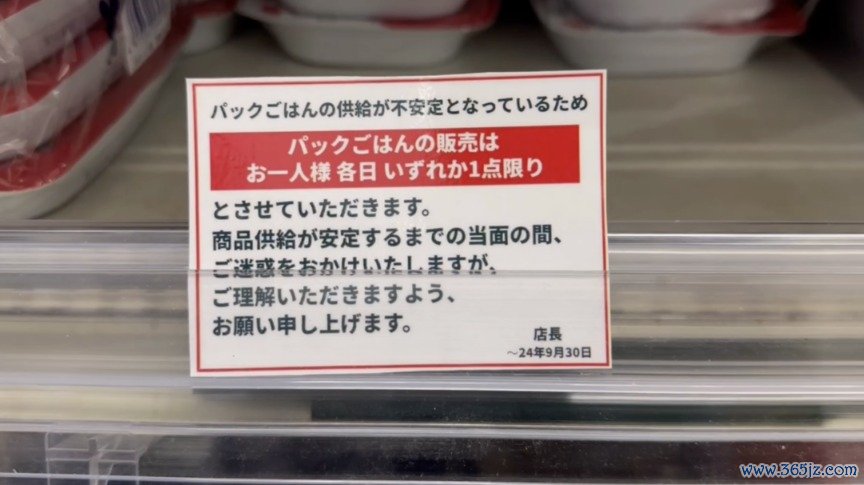 パックごはんの供給が不安定となっているため
パックごはんの販売は
お一人様 各日 いずれか1点限り
とさせていただきます。
商品供給が安定するまでの当面の間、
ご迷惑をおかけいたしますが、
ご理解いただきますよう、
お願い申し上げます。
店長
～24年9月30日
www.365jz.com